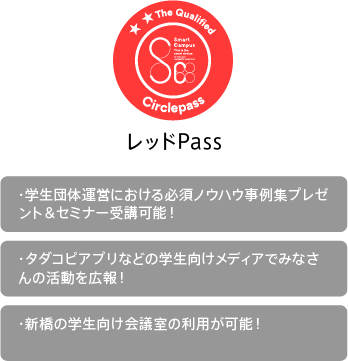 ★★The Qualified
Smart
Campus
Circlepass
レッドPass
・学生団体運営における必須ノウハウ事例集プレゼ
ント＆セミナー受講可能！
・タダコピアプリなどの学生向けメディアでみなさ
んの活動を広報！
・新橋の学生向け会議室の利用が可能！